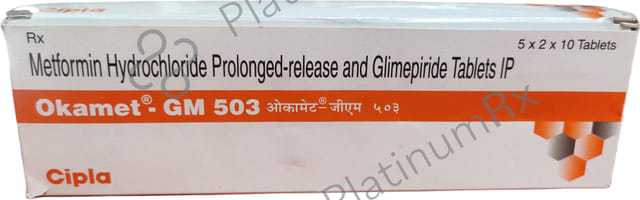 Cipla
Rx
5 x 2 x 10 Tablets
Metformin Hydrochloride Prolonged-release and Glimepiride Tablets IP
Okamet®- GM 503 ओकामेट®-जीएम ५०३
Cipla
PlatinumRx